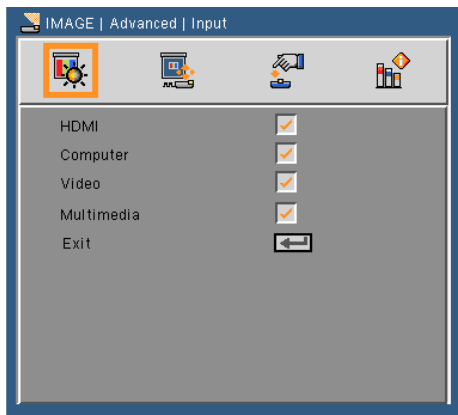 IMAGE | Advanced | Input
HDMI
Computer
Video
Multimedia
Exit